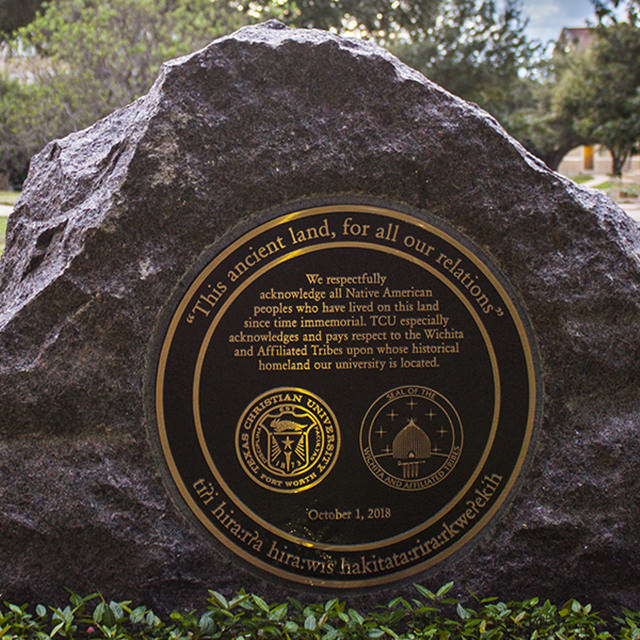 "This ancient land, for all our relations"
We respectfully
acknowledge all Native American
peoples who have lived on this land
since time immemorial. TCU especially
acknowledges and pays respect to the Wichita
and Affiliated Tribes upon whose historical
homeland our university is located.
TEXAS CHRISTIAN UNIVERSITY
FORT WORTH
SEAL OF THE
WICHITA AND AFFILIATED TRIBES
October 1, 2018
tiʔi hira:rʔa hira:wis hakitata:rira:rkweʔekih